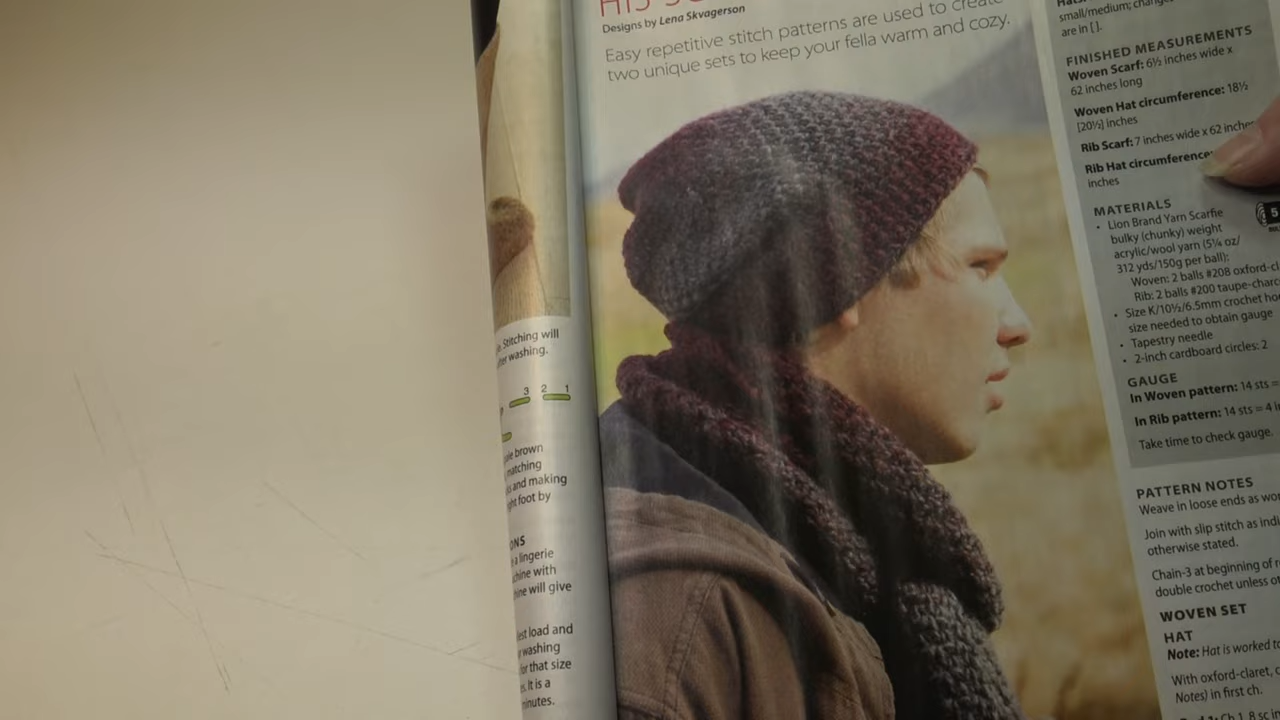 Designs by Lena Skvagerson
Easy repetitive stitch patterns are used to create
two unique sets to keep your fella warm and cozy.
Stitching will
after washing.
3 2 1
brown
matching
and making
foot by
a lingerie
machine with
will give
load and
washing
for that size
It is a
minutes.
small/medium;
are in [ ].
FINISHED MEASUREMENTS
Woven Scarf: 6½ inches wide x
62 inches long
Woven Hat circumference: 18½
[20½] inches
Rib Scarf: 7 inches wide x 62 inches
Rib Hat circumference:
inches
MATERIALS
• Lion Brand Yarn Scarfie
bulky (chunky) weight
acrylic/wool yarn (5¼ oz/
312 yds/150g per ball):
Woven: 2 balls #208 oxford-cl
Rib: 2 balls #200 taupe-charc
• Size K/10½/6.5mm crochet ho
size needed to obtain gauge
• Tapestry needle
• 2-inch cardboard circles: 2
5
GAUGE
In Woven pattern: 14 sts =
In Rib pattern: 14 sts = 4 in
Take time to check gauge.
PATTERN NOTES
Weave in loose ends as wo
Join with slip stitch as indi
otherwise stated.
Chain-3 at beginning of r
double crochet unless ot
WOVEN SET
HAT
Note: Hat is worked to
With oxford-claret, c
Notes) in first ch.
Ch 1, 8 sc in